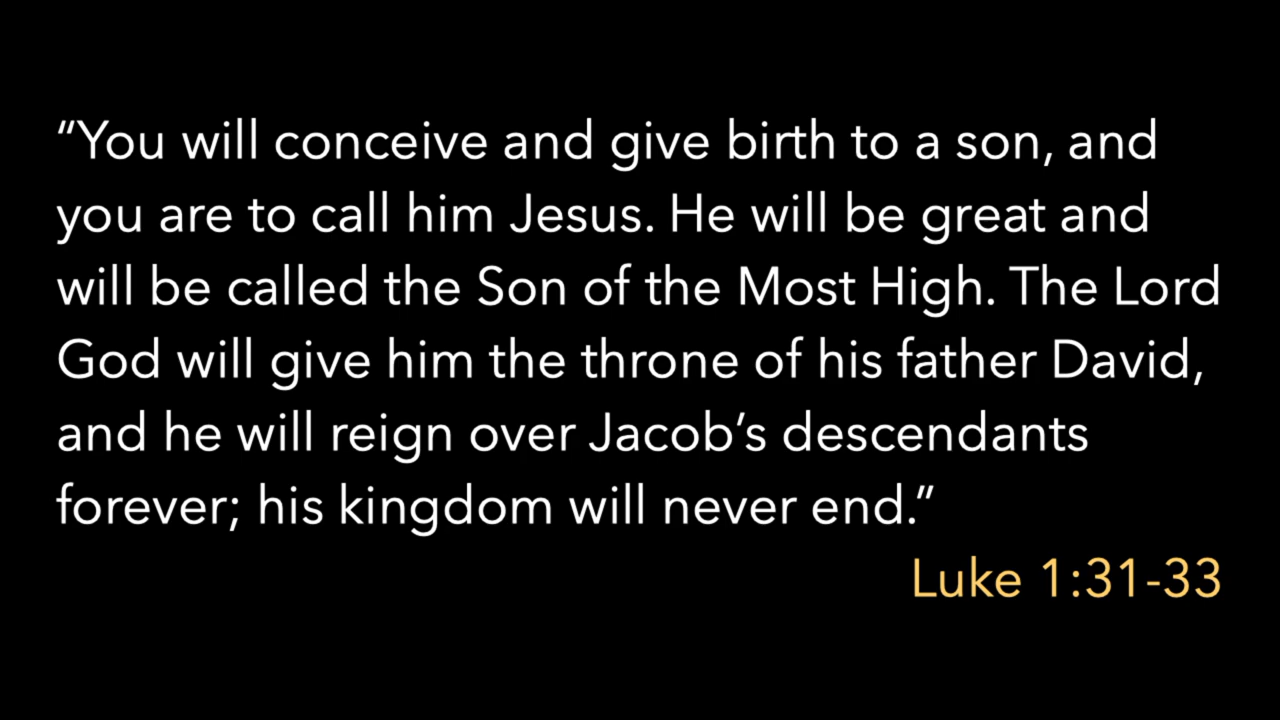 “You will conceive and give birth to a son, and
you are to call him Jesus. He will be great and
will be called the Son of the Most High. The Lord
God will give him the throne of his father David,
and he will reign over Jacob’s descendants
forever; his kingdom will never end.”
Luke 1:31-33